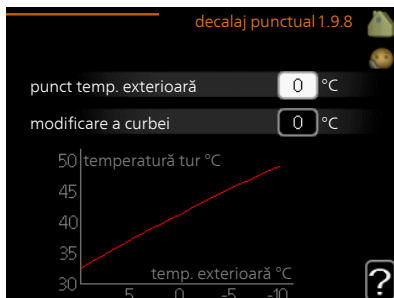 decalaj punctual 1.9.8
punct temp. exterioară 0 °C
modificare a curbei 0 °C
50 temperatură tur °C
45
40
35
temp. exterioară °C
30
5 0 -5 -10
?